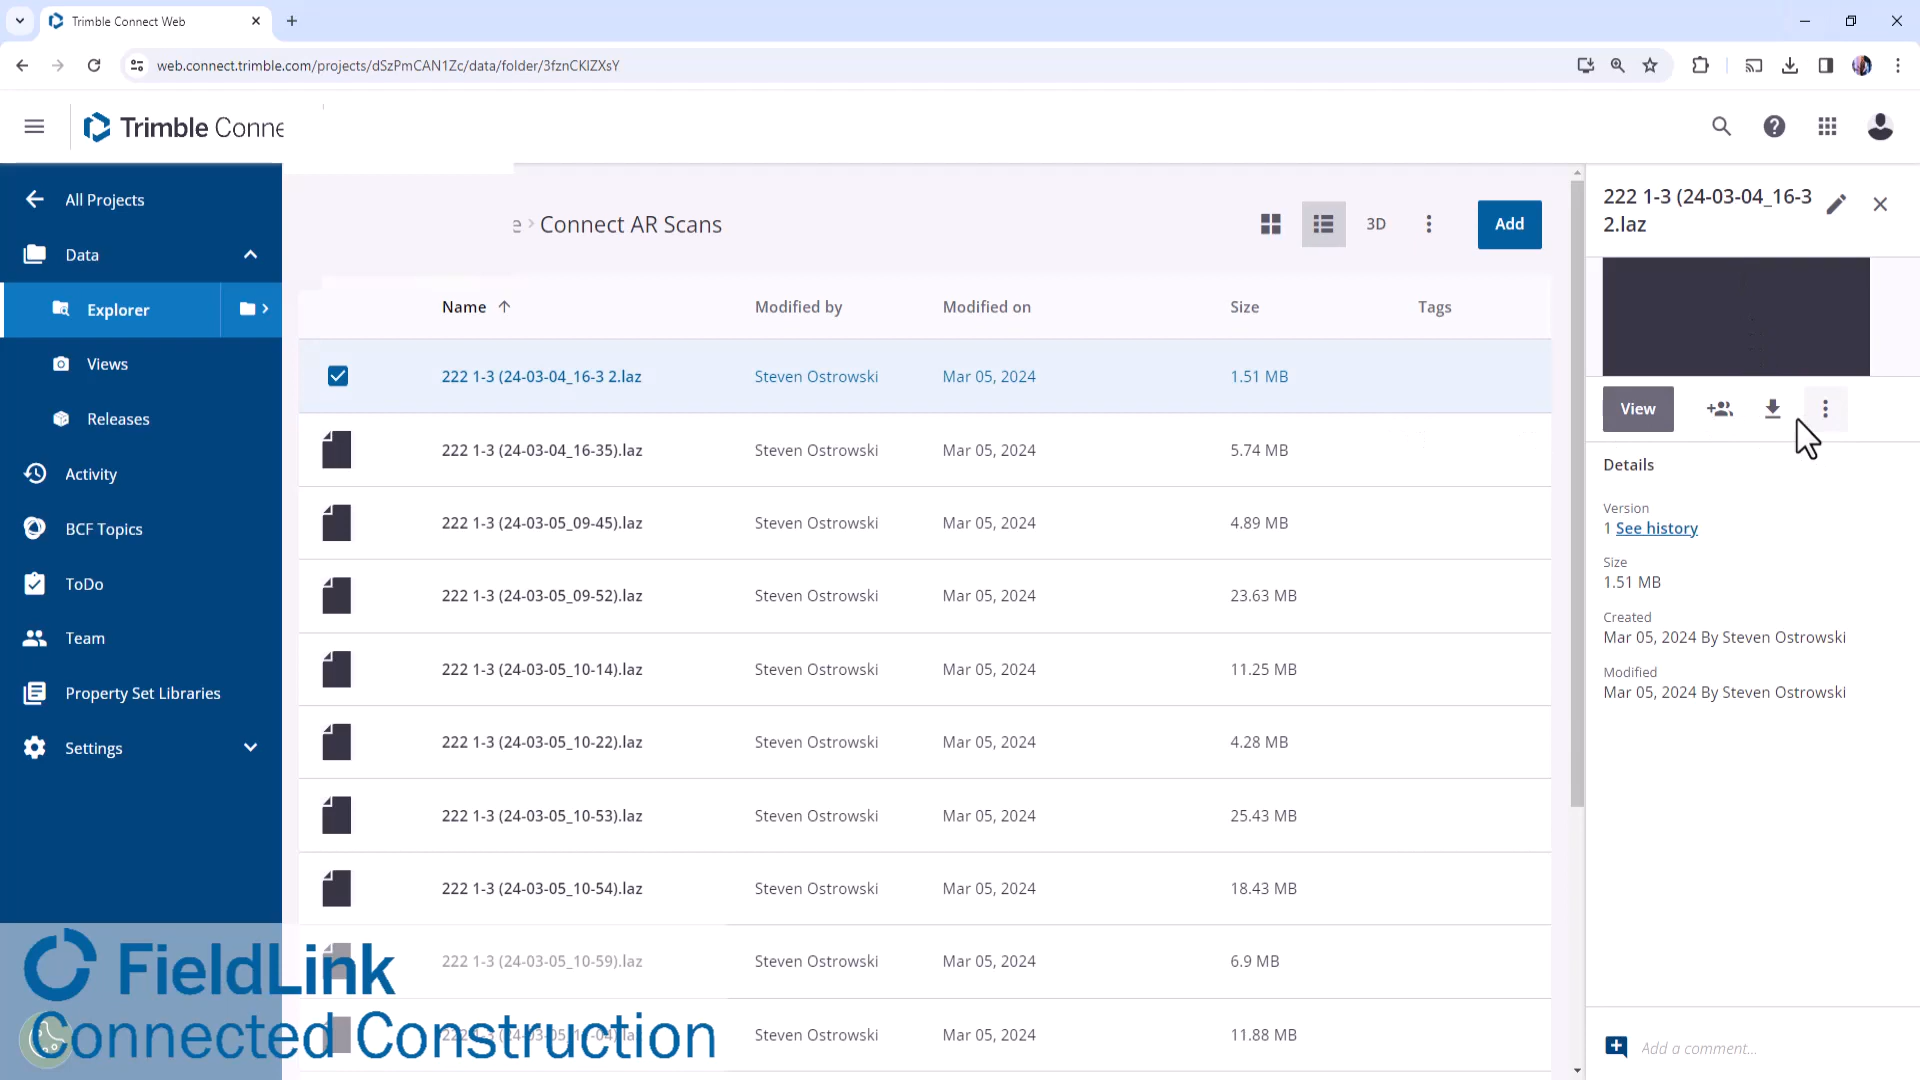 Trimble Connect Web
web.connect.trimble.com/projects/dSzPmCAN1Zc/data/folder/3fznCKlZXsY
Trimble Conne
All Projects
Data
Explorer
Views
Releases
Activity
BCF Topics
ToDo
Team
Property Set Libraries
Settings
e > Connect AR Scans
3D
Add
Name Modified by Modified on Size Tags
222 1-3 (24-03-04_16-3 2.laz Steven Ostrowski Mar 05, 2024 1.51 MB
222 1-3 (24-03-04_16-35).laz Steven Ostrowski Mar 05, 2024 5.74 MB
222 1-3 (24-03-05_09-45).laz Steven Ostrowski Mar 05, 2024 4.89 MB
222 1-3 (24-03-05_09-52).laz Steven Ostrowski Mar 05, 2024 23.63 MB
222 1-3 (24-03-05_10-14).laz Steven Ostrowski Mar 05, 2024 11.25 MB
222 1-3 (24-03-05_10-22).laz Steven Ostrowski Mar 05, 2024 4.28 MB
222 1-3 (24-03-05_10-53).laz Steven Ostrowski Mar 05, 2024 25.43 MB
222 1-3 (24-03-05_10-54).laz Steven Ostrowski Mar 05, 2024 18.43 MB
222 1-3 (24-03-05_10-59).laz Steven Ostrowski Mar 05, 2024 6.9 MB
Steven Ostrowski Mar 05, 2024 11.88 MB
222 1-3 (24-03-04_16-3
2.laz
View
Details
Version
1 See history
Size
1.51 MB
Created
Mar 05, 2024 By Steven Ostrowski
Modified
Mar 05, 2024 By Steven Ostrowski
Add a comment...
FieldLink
Connected Construction